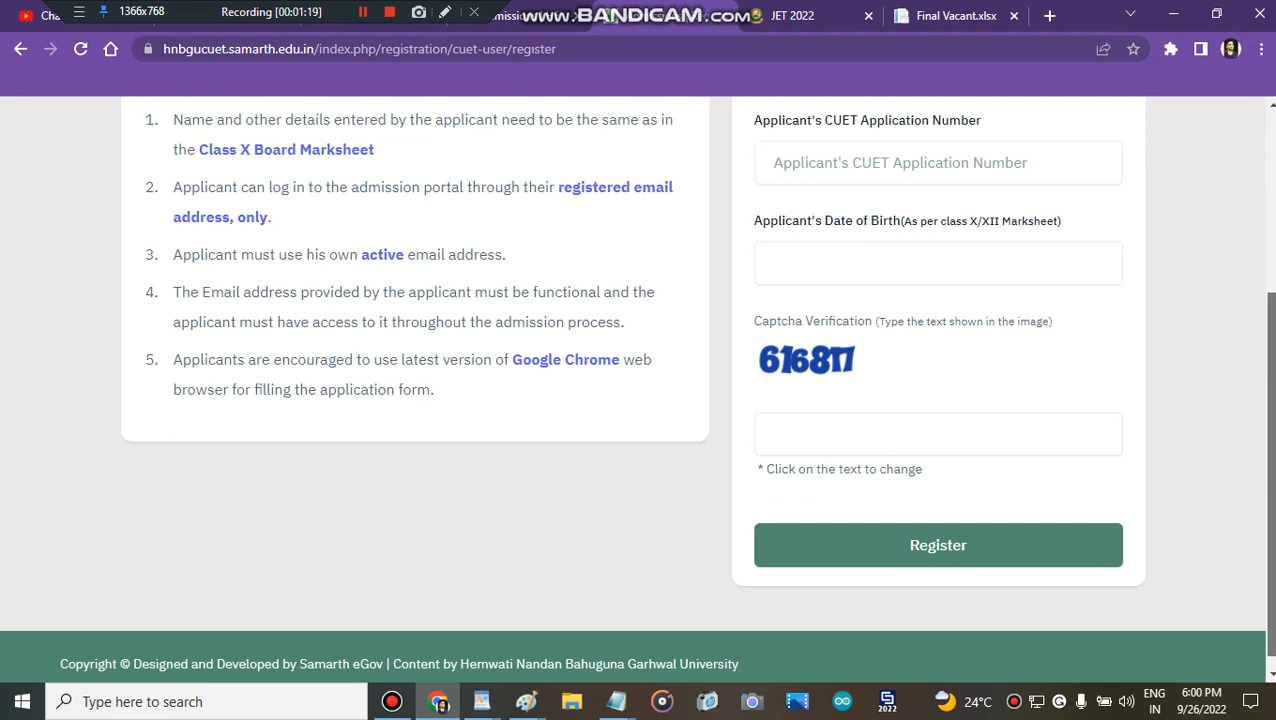 1366x768
Recording [00:01:19]
Ch
www.BANDICAM.com
JET 2022
Final Vacant.xlsx
hnbgucuet.samarth.edu.in/index.php/registration/cuet-user/register
1. Name and other details entered by the applicant need to be the same as in
the Class X Board Marksheet
2. Applicant can log in to the admission portal through their registered email
address, only.
3. Applicant must use his own active email address.
4. The Email address provided by the applicant must be functional and the
applicant must have access to it throughout the admission process.
5. Applicants are encouraged to use latest version of Google Chrome web
browser for filling the application form.
Applicant's CUET Application Number
Applicant's CUET Application Number
Applicant's Date of Birth(As per class X/XII Marksheet)
Captcha Verification (Type the text shown in the image)
616817
* Click on the text to change
Register
Copyright © Designed and Developed by Samarth eGov | Content by Hemwati Nandan Bahuguna Garhwal University
Type here to search
2022
24°C
ENG
IN
6:00 PM
9/26/2022